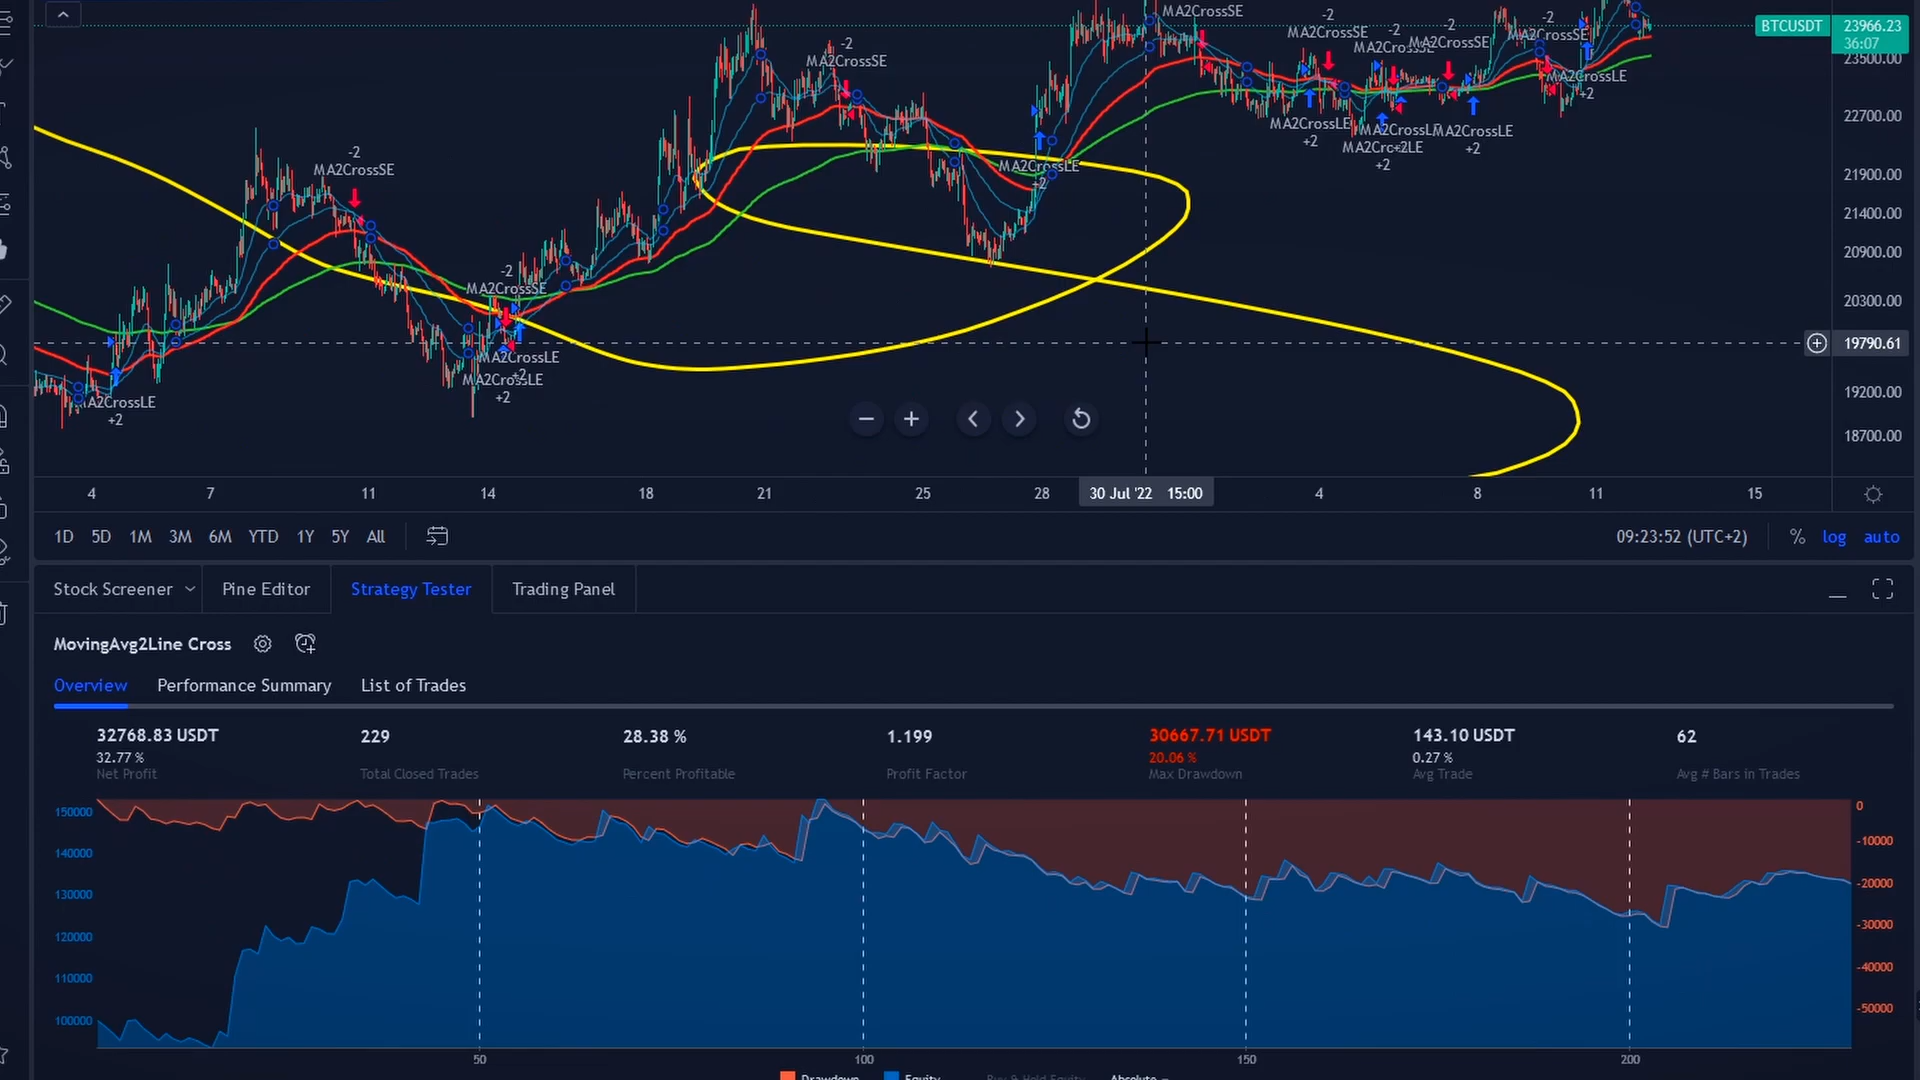 MA2CrossSE
BTCUSDT 23966.23
36:07
-2
MA2CrossSE
-2
MA2CrossSE
-2
MA2CrossSE
-2
MA2CrossSE
-2
MA2CrossSE
-2
MA2CrossSE
MA2CrossLE
+2
MA2CrossLE
+2
MA2CrossLE
+2
MA2CrossLE
+2
MA2CrossLE
+2
-2
MA2CrossSE
MA2CrossLE
+2
MA2CrossLE
+2
MA2CrossLE
+2
23500.00
22700.00
21900.00
21400.00
20900.00
20300.00
19790.61
19200.00
18700.00
4 7 11 14 18 21 25 28 30 Jul '22 15:00 4 8 11 15
1D 5D 1M 3M 6M YTD 1Y 5Y All 09:23:52 (UTC+2) % log auto
Stock Screener Pine Editor Strategy Tester Trading Panel
MovingAvg2Line Cross
Overview Performance Summary List of Trades
32768.83 USDT 229 28.38 % 1.199 30667.71 USDT 143.10 USDT 62
32.77 % 20.06 % 0.27 %
Net Profit Total Closed Trades Percent Profitable Profit Factor Max Drawdown Avg Trade Avg # Bars in Trades
150000 0
140000 -10000
130000 -20000
120000 -30000
110000 -40000
100000 -50000
50 100 150 200
Drawdown Equity Buy & Hold Equity Absolute